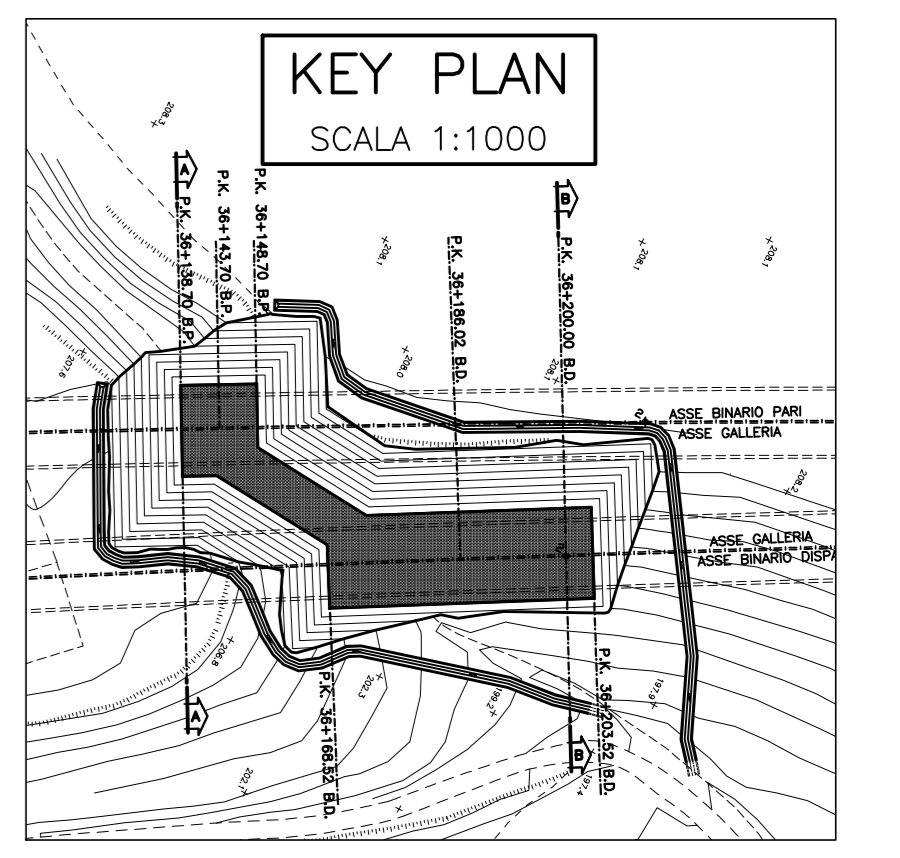 KEY PLAN
SCALA 1:1000
208.3
A
P.K. 36+138.70 B.P.
P.K. 36+143.70 B.P.
P.K. 36+148.70 B.P.
P.K. 36+186.02 B.D.
B
P.K. 36+200.00 B.D.
208.1
208.1
208.1
207.6
208.0
208.1
ASSE BINARIO PARI
ASSE GALLERIA
208.2
ASSE GALLERIA
ASSE BINARIO DISPA
206.8
202.3
199.2
197.9
A
P.K. 36+168.52 B.D.
B
P.K. 36+203.52 B.D.
202.1
197.4